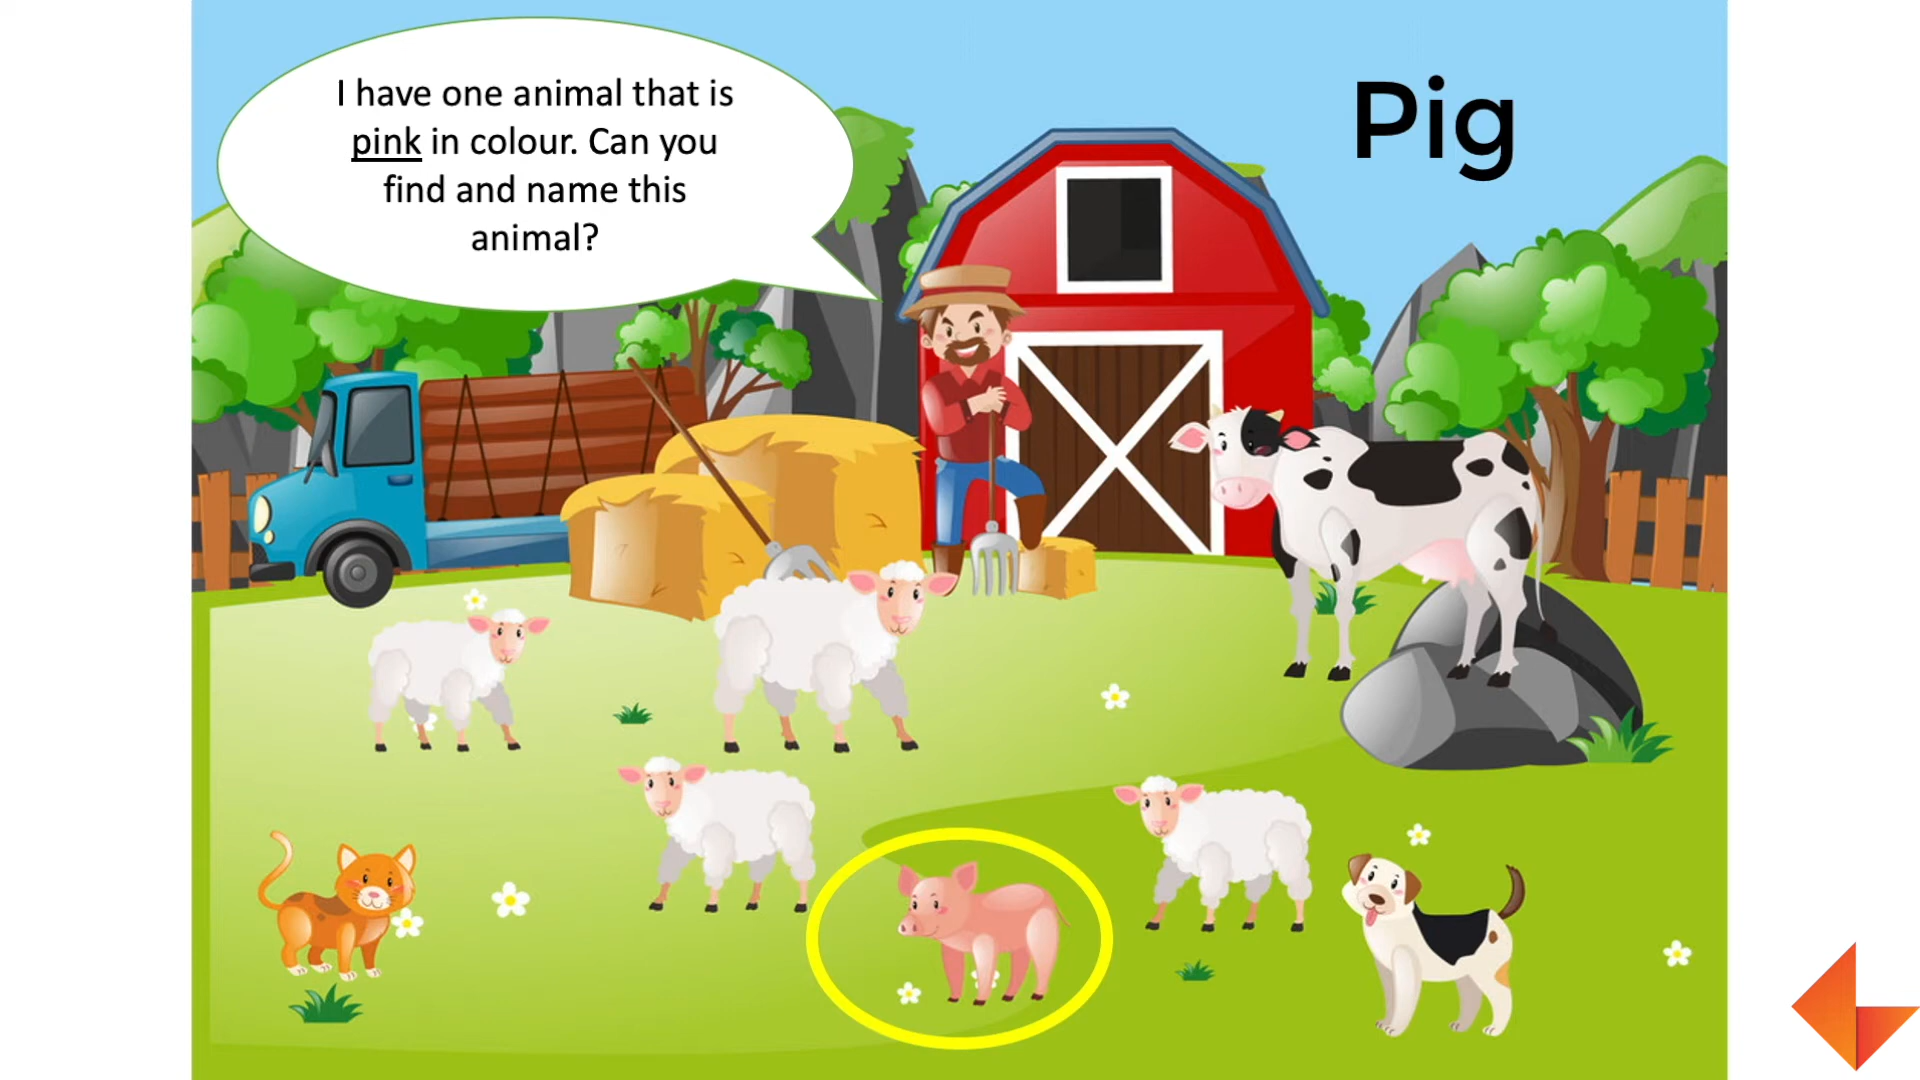 I have one animal that is
pink in colour. Can you
find and name this
animal?
Pig